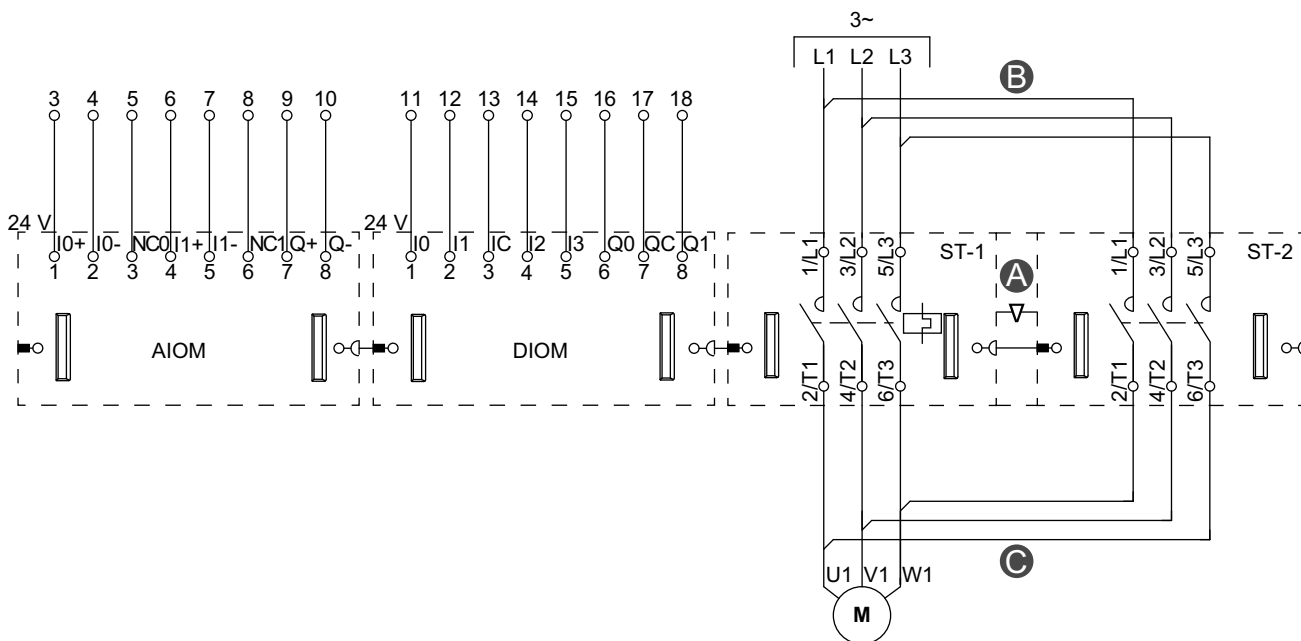 3~
L1 L2 L3
B
3 4 5 6 7 8 9 10 11 12 13 14 15 16 17 18
24 V I0+ I0- NC0 I1+ I1- NC1 Q+ Q- 24 V I0 I1 IC I2 I3 Q0 QC Q1
1/L1 3/L2 5/L3 ST-1 1/L1 3/L2 5/L3 ST-2
1 2 3 4 5 6 7 8 1 2 3 4 5 6 7 8
A
AIOM DIOM
2/T1 4/T2 6/T3 2/T1 4/T2 6/T3
C
U1 V1 W1
M